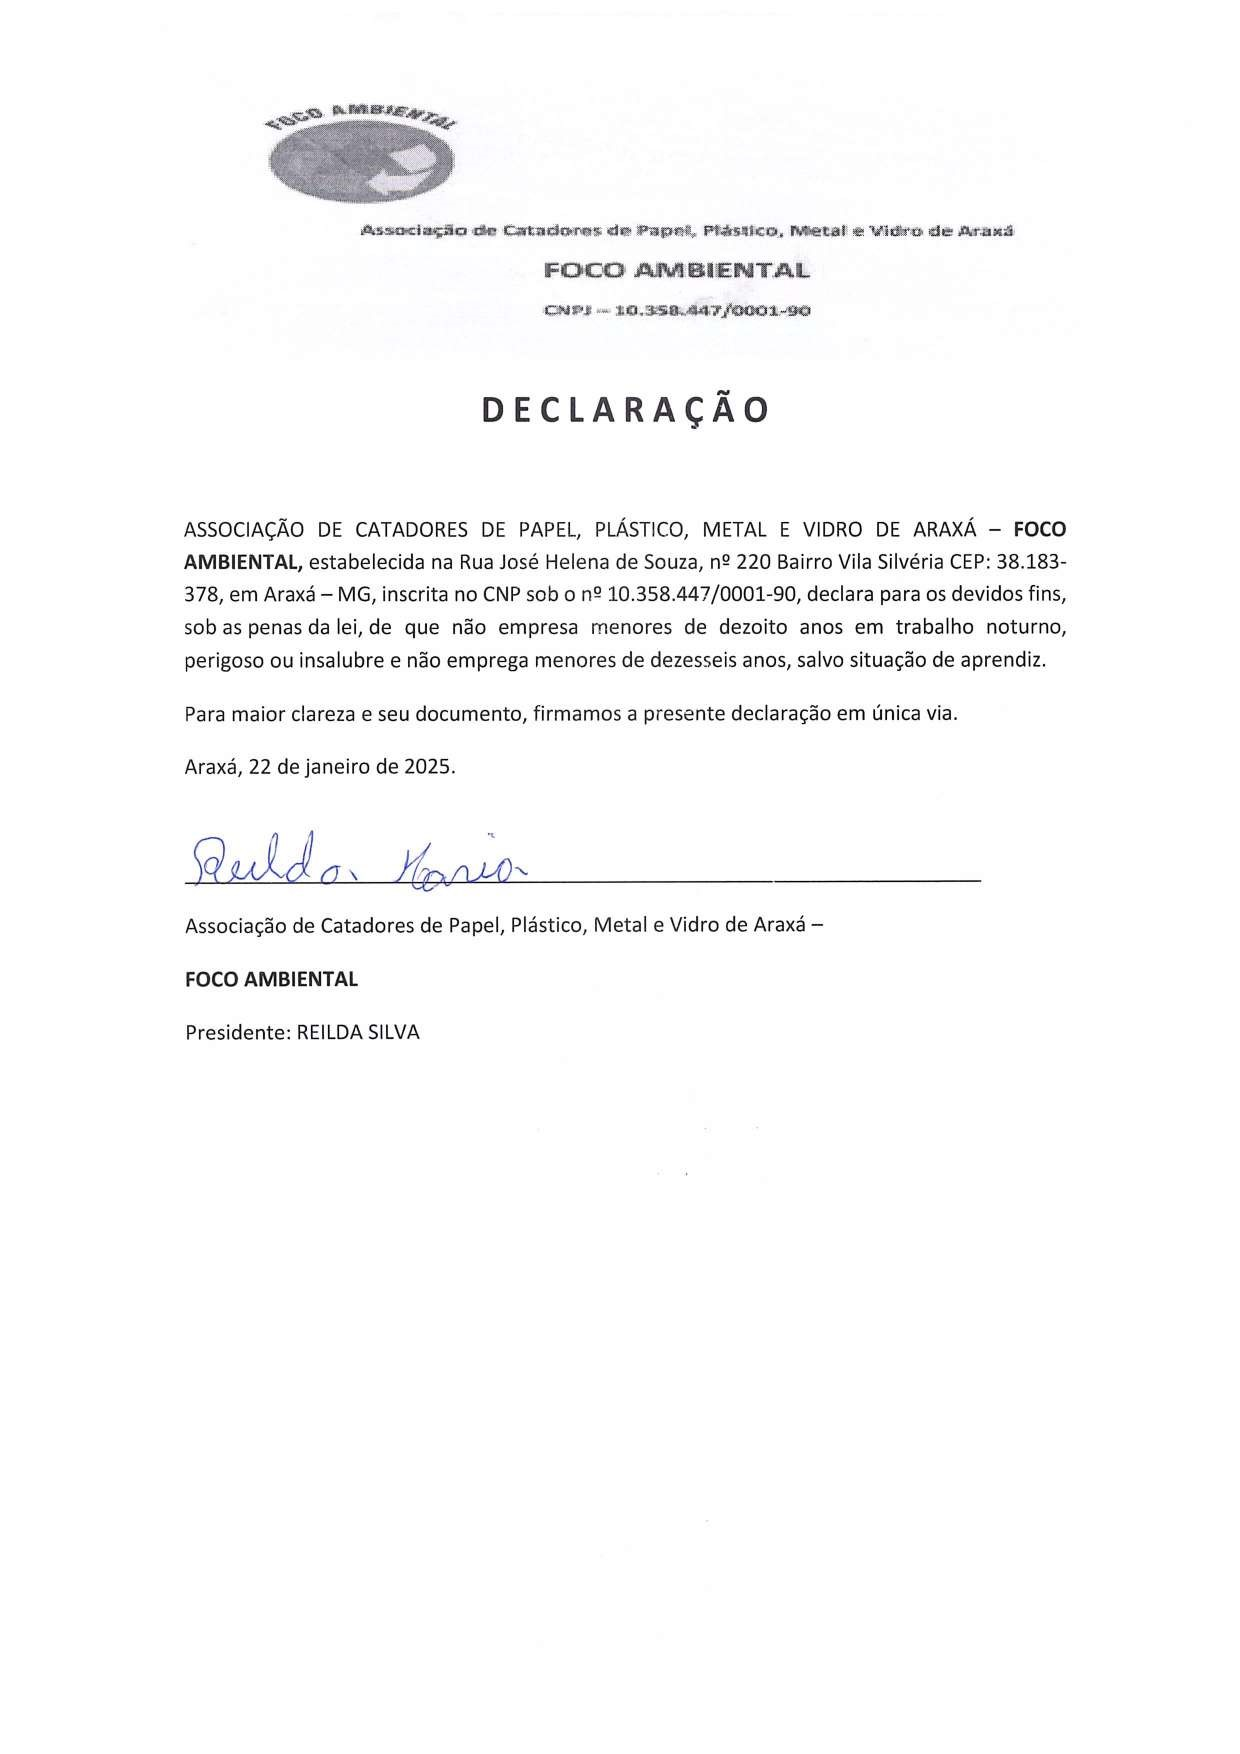 FOCO AMBIENTAL
Associação de Catadores de Papel, Plástico, Metal e Vidro de Araxá
FOCO AMBIENTAL
CNPJ – 10.358.447/0001-90
DECLARAÇÃO
ASSOCIAÇÃO DE CATADORES DE PAPEL, PLÁSTICO, METAL E VIDRO DE ARAXÁ – FOCO
AMBIENTAL, estabelecida na Rua José Helena de Souza, nº 220 Bairro Vila Silvéria CEP: 38.183-
378, em Araxá – MG, inscrita no CNP sob o nº 10.358.447/0001-90, declara para os devidos fins,
sob as penas da lei, de que não empresa menores de dezoito anos em trabalho noturno,
perigoso ou insalubre e não emprega menores de dezesseis anos, salvo situação de aprendiz.
Para maior clareza e seu documento, firmamos a presente declaração em única via.
Araxá, 22 de janeiro de 2025.
Reilda Maria
Associação de Catadores de Papel, Plástico, Metal e Vidro de Araxá –
FOCO AMBIENTAL
Presidente: REILDA SILVA